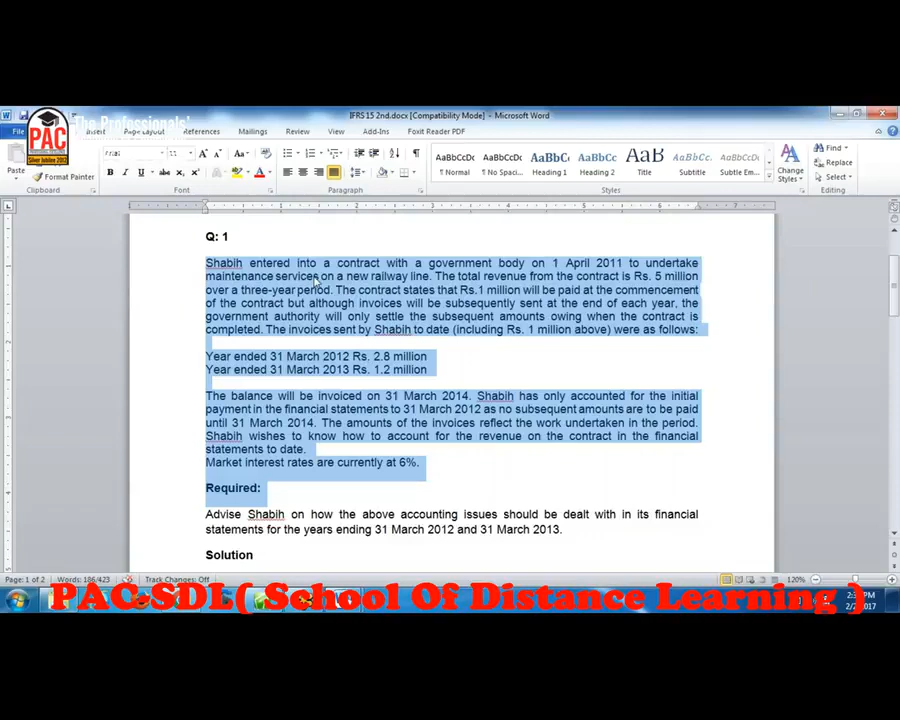 IFRS15 2nd.docx [Compatibility Mode] - Microsoft Word
The Professionals'
PAC
Silver Jubilee 2012
File Insert Page Layout References Mailings Review View Add-Ins Foxit Reader PDF
Paste
Format Painter
Clipboard
Arial
11
Font
Paragraph
AaBbCcDc AaBbCcDc AaBbCc AaBbCc AaB AaBbCc. AaBbCcDc
¶ Normal ¶ No Spaci... Heading 1 Heading 2 Title Subtitle Subtle Em...
Styles
Change Styles
Find
Replace
Select
Editing
Q: 1
Shabih entered into a contract with a government body on 1 April 2011 to undertake
maintenance services on a new railway line. The total revenue from the contract is Rs. 5 million
over a three-year period. The contract states that Rs.1 million will be paid at the commencement
of the contract but although invoices will be subsequently sent at the end of each year, the
government authority will only settle the subsequent amounts owing when the contract is
completed. The invoices sent by Shabih to date (including Rs. 1 million above) were as follows:
Year ended 31 March 2012 Rs. 2.8 million
Year ended 31 March 2013 Rs. 1.2 million
The balance will be invoiced on 31 March 2014. Shabih has only accounted for the initial
payment in the financial statements to 31 March 2012 as no subsequent amounts are to be paid
until 31 March 2014. The amounts of the invoices reflect the work undertaken in the period.
Shabih wishes to know how to account for the revenue on the contract in the financial
statements to date.
Market interest rates are currently at 6%.
Required:
Advise Shabih on how the above accounting issues should be dealt with in its financial
statements for the years ending 31 March 2012 and 31 March 2013.
Solution
Page: 1 of 2 Words: 186/423 Track Changes: Off 120%
PAC-SDL( School Of Distance Learning )